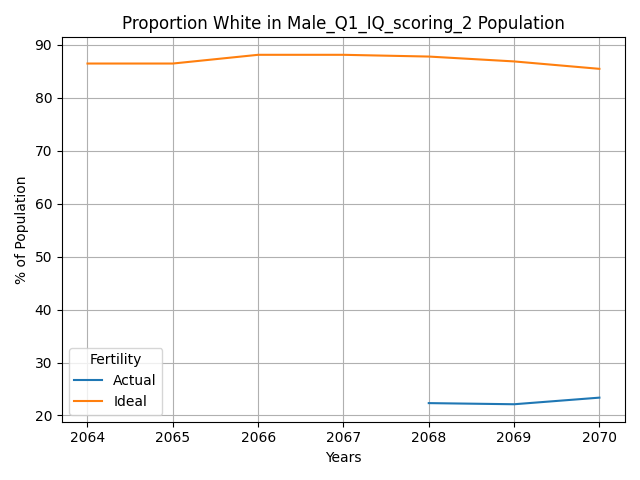 Proportion White in Male_Q1_IQ_scoring_2 Population
% of Population
90
80
70
60
50
40
30
20
Fertility
Actual
Ideal
2064 2065 2066 2067 2068 2069 2070
Years